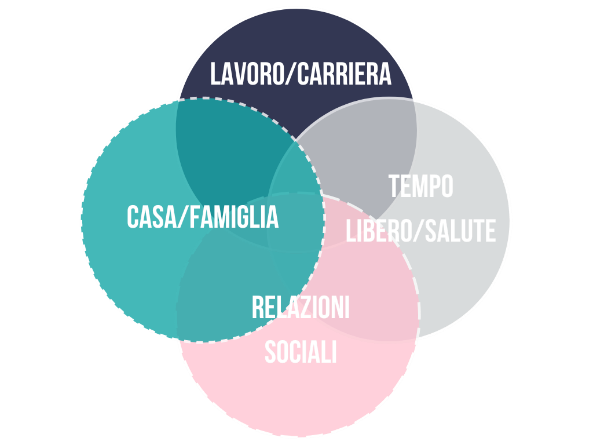 LAVORO/CARRIERA
TEMPO
LIBERO/SALUTE
CASA/FAMIGLIA
RELAZIONI
SOCIALI